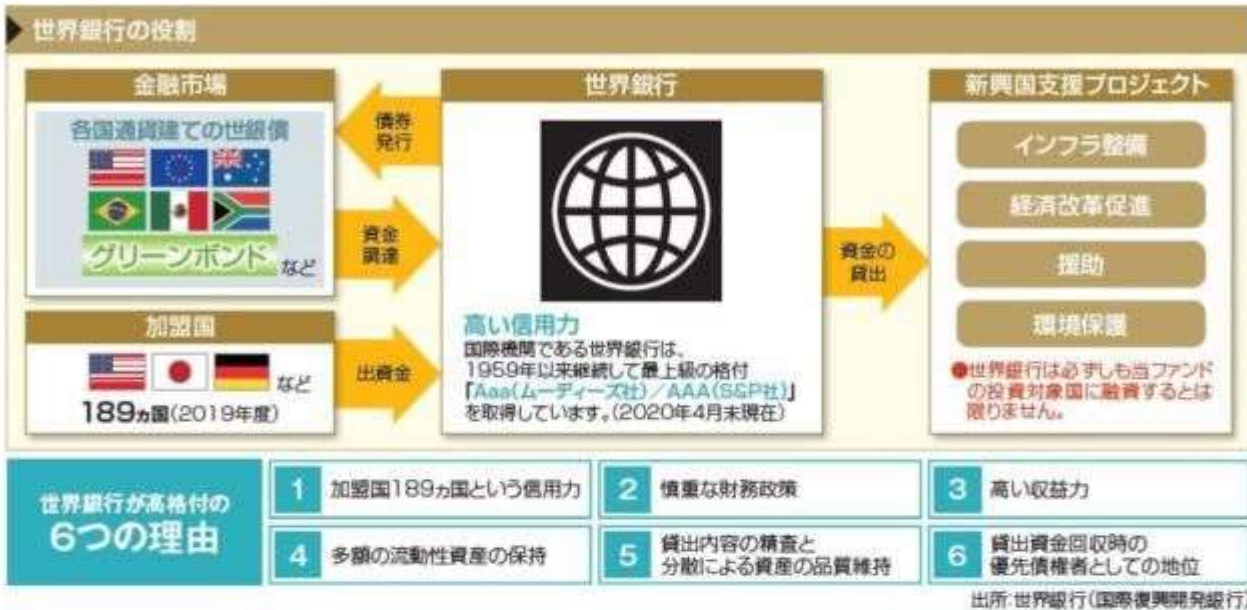 世界銀行の役割
金融市場
各国通貨建ての世銀債
グリーンボンド など
債券
発行
資金
調達
加盟国
など
189ヵ国(2019年度)
出資金
世界銀行
高い信用力
国際機関である世界銀行は、
1959年以来継続して最上級の格付
『Aaa(ムーディーズ社)/AAA(S&P社)』
を取得しています。(2020年4月末現在)
資金の
貸出
新興国支援プロジェクト
インフラ整備
経済改革促進
援助
環境保護
●世界銀行は必ずしも当ファンド
の投資対象国に融資するとは
限りません。
世界銀行が高格付の
6つの理由
1 加盟国189ヵ国という信用力
2 慎重な財務政策
3 高い収益力
4 多額の流動性資産の保持
5 貸出内容の精査と
分散による資産の品質維持
6 貸出資金回収時の
優先債権者としての地位
出所:世界銀行(国際復興開発銀行)